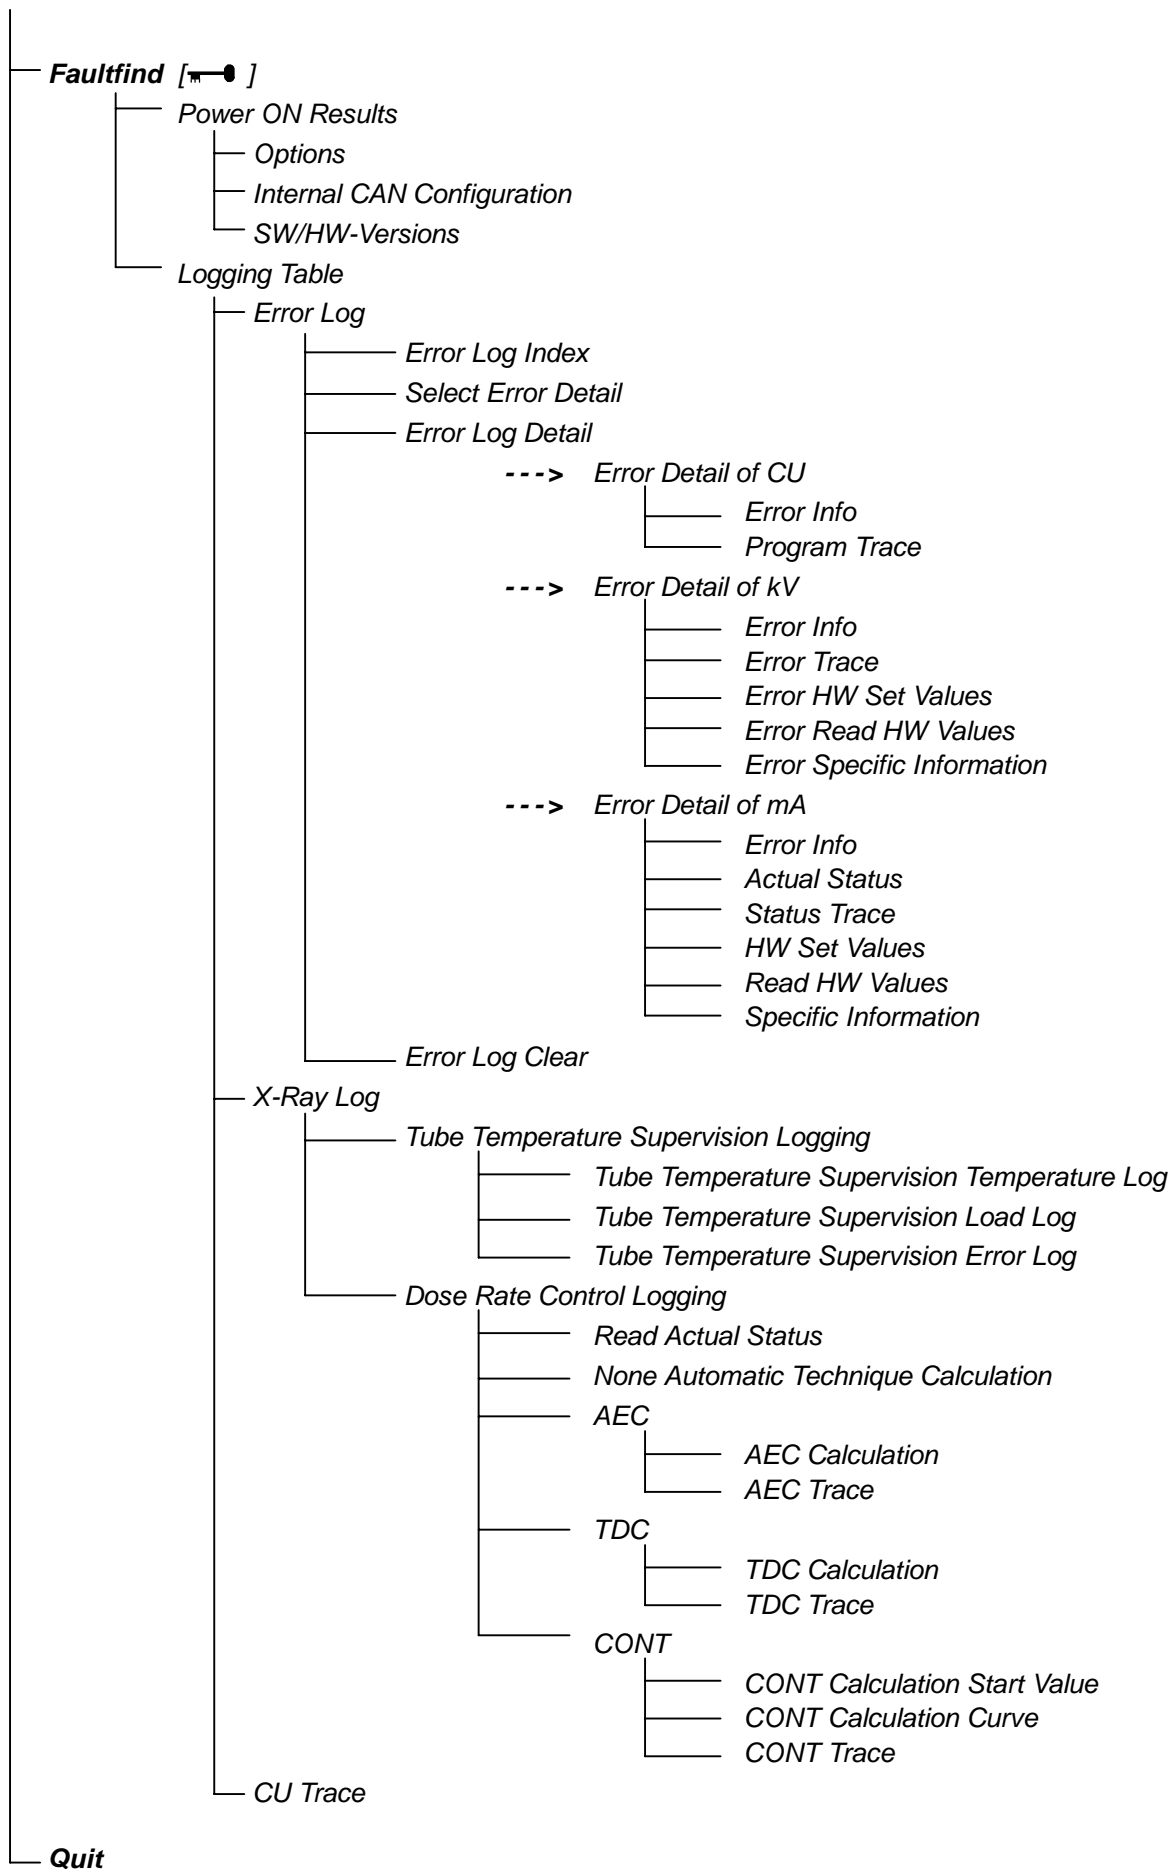 Faultfind [ ]
Power ON Results
Options
Internal CAN Configuration
SW/HW-Versions
Logging Table
Error Log
Error Log Index
Select Error Detail
Error Log Detail
---> Error Detail of CU
Error Info
Program Trace
---> Error Detail of kV
Error Info
Error Trace
Error HW Set Values
Error Read HW Values
Error Specific Information
---> Error Detail of mA
Error Info
Actual Status
Status Trace
HW Set Values
Read HW Values
Specific Information
Error Log Clear
X-Ray Log
Tube Temperature Supervision Logging
Tube Temperature Supervision Temperature Log
Tube Temperature Supervision Load Log
Tube Temperature Supervision Error Log
Dose Rate Control Logging
Read Actual Status
None Automatic Technique Calculation
AEC
AEC Calculation
AEC Trace
TDC
TDC Calculation
TDC Trace
CONT
CONT Calculation Start Value
CONT Calculation Curve
CONT Trace
CU Trace
Quit